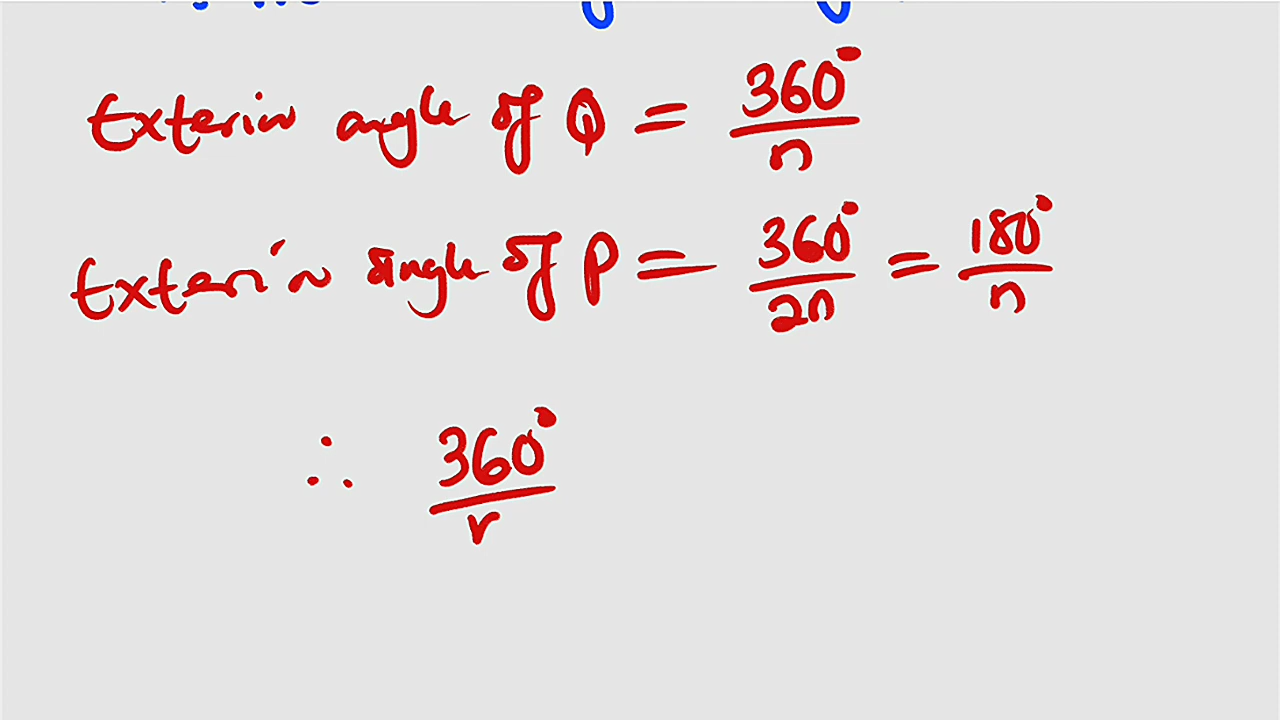 Exterior angle of Q = 360°/n
Exterior angle of P = 360°/2n = 180°/n
∴ 360°/r